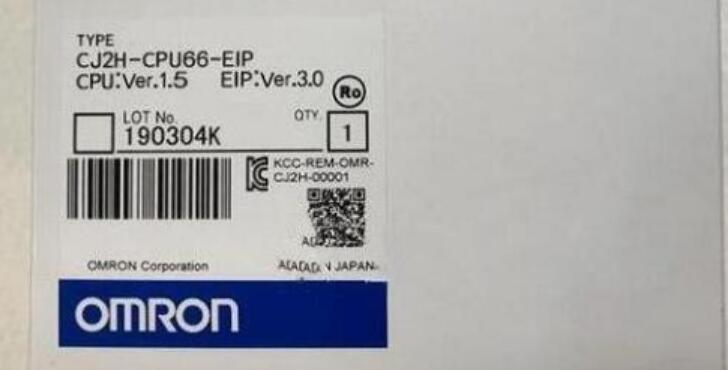 TYPE
CJ2H-CPU66-EIP
CPU:Ver.1.5 EIP:Ver.3.0
Ro
LOT No. QTY.
190304K 1
KCC-REM-OMR-
CJ2H-00001
OMRON Corporation JAPAN
OMRON